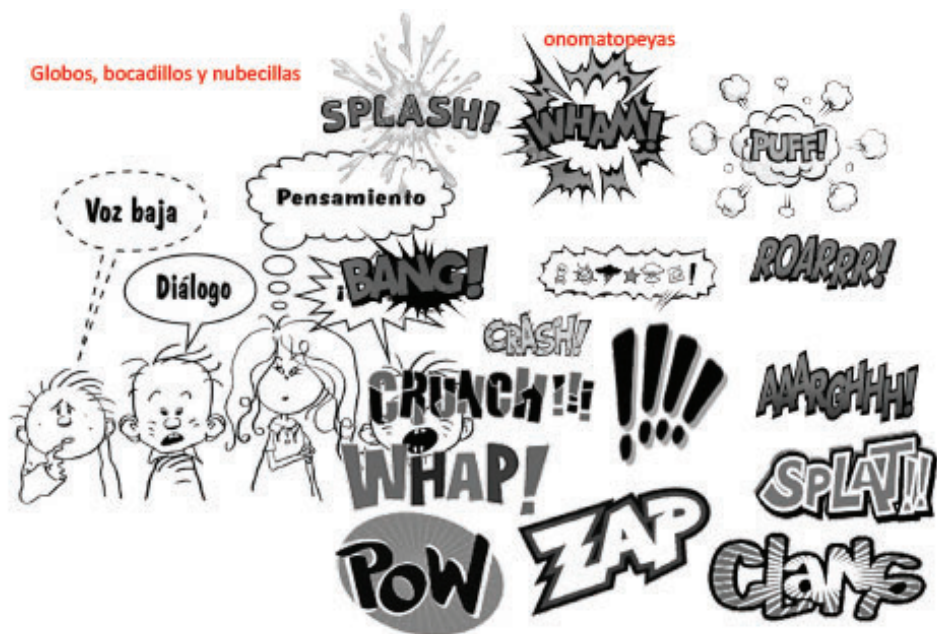 onomatopeyas
Globos, bocadillos y nubecillas
SPLASH!
WHAM!
PUFF!
Pensamiento
Voz baja
ROARRR!
¡BANG!
!
Diálogo
CRASH!
!!!!
CRUNCH!!!
AAARGHHH!
WHAP!
SPLAT!!!
ZAP
POW
CLANG